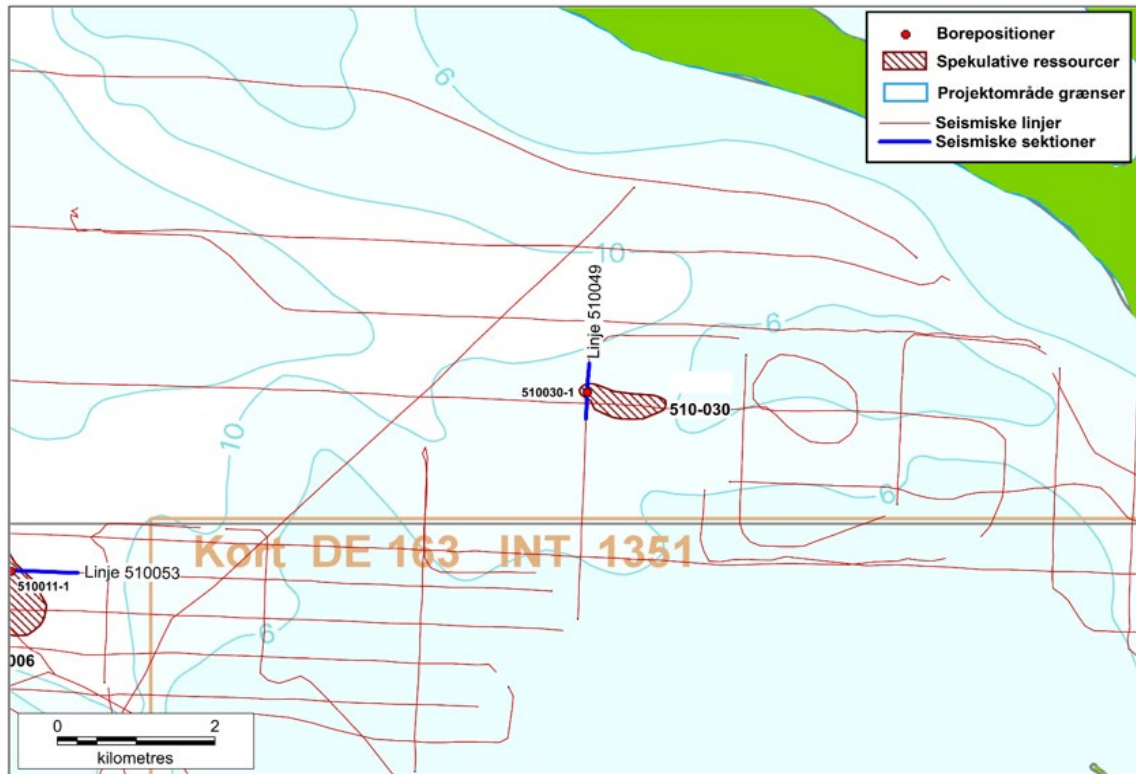 Borepositioner
Spekulative ressourcer
Projektområde grænser
Seismiske linjer
Seismiske sektioner
6
10
Linje 510049
6
510030-1
510-030
10
6
Kort DE 163 INT 1351
Linje 510053
510011-1
6
006
0 2
kilometres